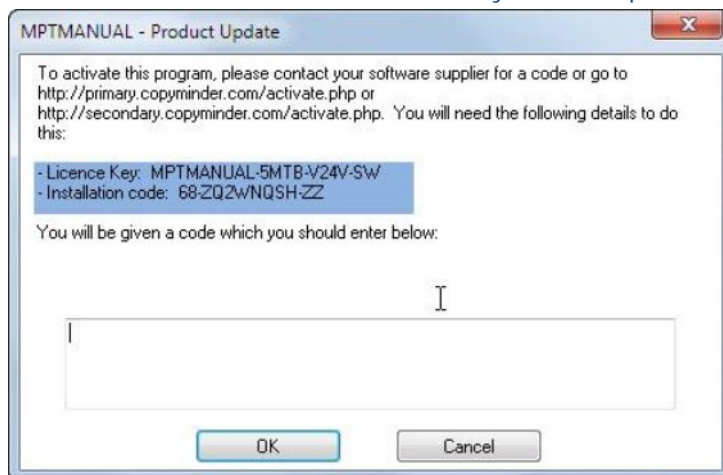 MPTMANUAL - Product Update
To activate this program, please contact your software supplier for a code or go to
http://primary.copyminder.com/activate.php or
http://secondary.copyminder.com/activate.php. You will need the following details to do
this:
- Licence Key: MPTMANUAL-5MTB-V24V-SW
- Installation code: 68-ZQ2WNQSH-ZZ
You will be given a code which you should enter below:
OK
Cancel